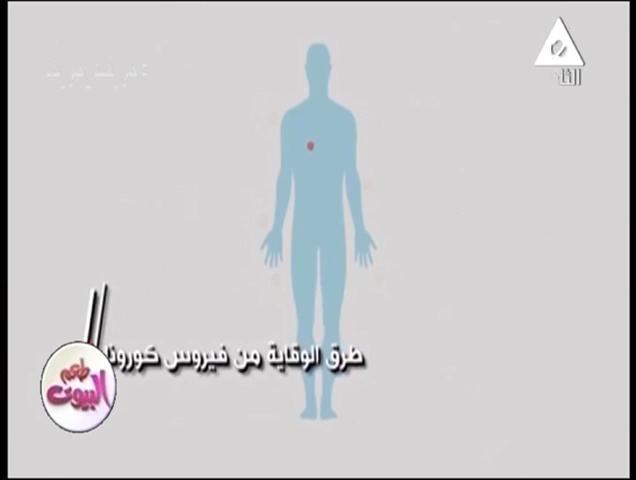 طرق الوقاية من فيروس كورونا
طعم
البيوت